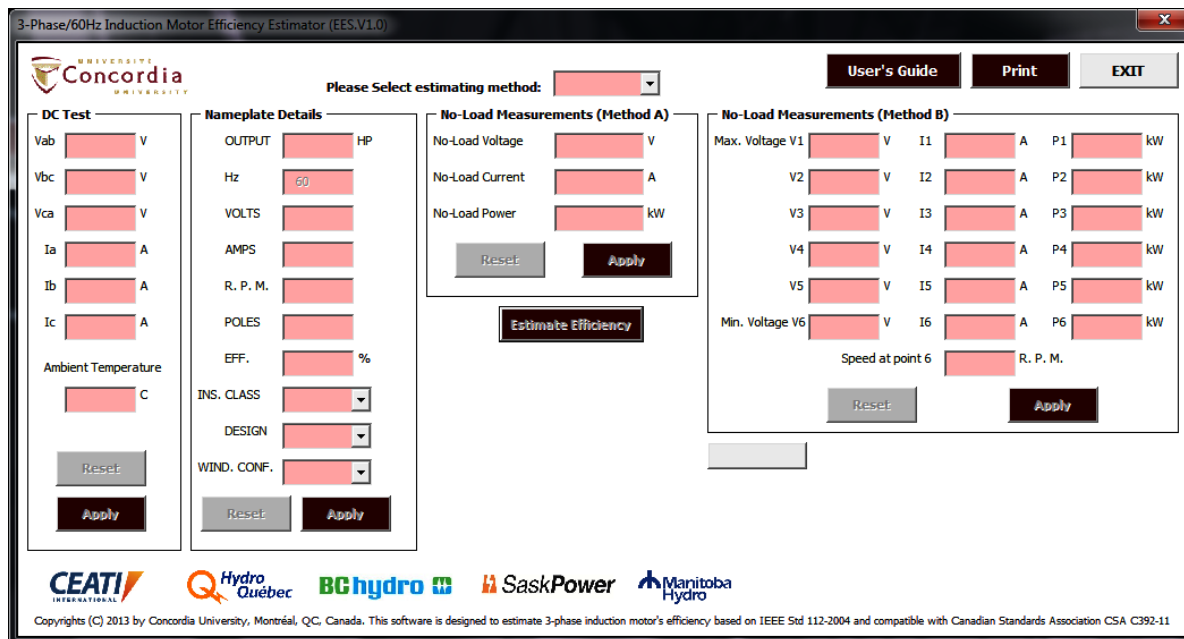 3-Phase/60Hz Induction Motor Efficiency Estimator (EES.V1.0)
X
UNIVERSITÉ
Concordia
UNIVERSITY
Please Select estimating method:
User's Guide
Print
EXIT
DC Test
Vab V
Vbc V
Vca V
Ia A
Ib A
Ic A
Ambient Temperature
C
Reset
Apply
Nameplate Details
OUTPUT HP
Hz 60
VOLTS
AMPS
R. P. M.
POLES
EFF. %
INS. CLASS
DESIGN
WIND. CONF.
Reset Apply
No-Load Measurements (Method A)
No-Load Voltage V
No-Load Current A
No-Load Power kW
Reset Apply
Estimate Efficiency
No-Load Measurements (Method B)
Max. Voltage V1 V I1 A P1 kW
V2 V I2 A P2 kW
V3 V I3 A P3 kW
V4 V I4 A P4 kW
V5 V I5 A P5 kW
Min. Voltage V6 V I6 A P6 kW
Speed at point 6 R. P. M.
Reset Apply
CEATI
INTERNATIONAL
Hydro
Québec
BC hydro
SaskPower
Manitoba
Hydro
Copyrights (C) 2013 by Concordia University, Montréal, QC, Canada. This software is designed to estimate 3-phase induction motor's efficiency based on IEEE Std 112-2004 and compatible with Canadian Standards Association CSA C392-11